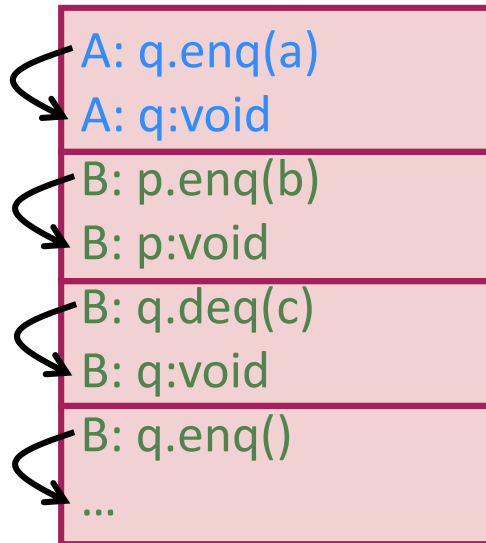 A: q.enq(a)
A: q:void
B: p.enq(b)
B: p:void
B: q.deq(c)
B: q:void
B: q.enq()
...